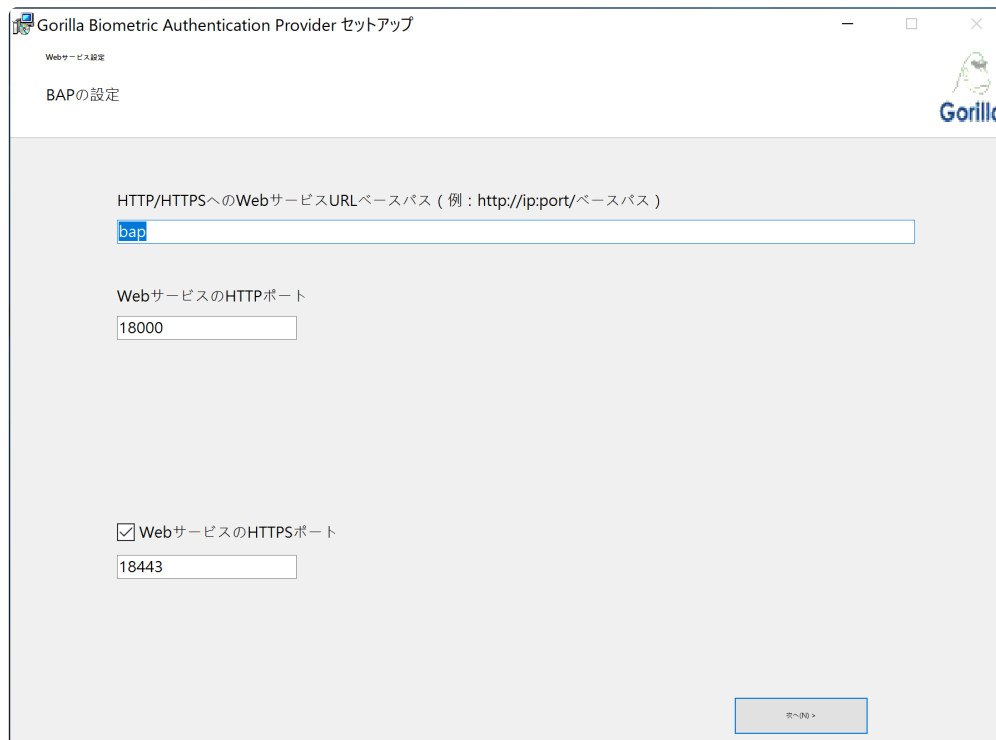 Gorilla Biometric Authentication Provider セットアップ
Webサービス設定
BAPの設定
Gorilla
HTTP/HTTPSへのWebサービスURLベースパス ( 例 : http://ip:port/ベースパス )
bap
WebサービスのHTTPポート
18000
WebサービスのHTTPSポート
18443
次へ(N) >